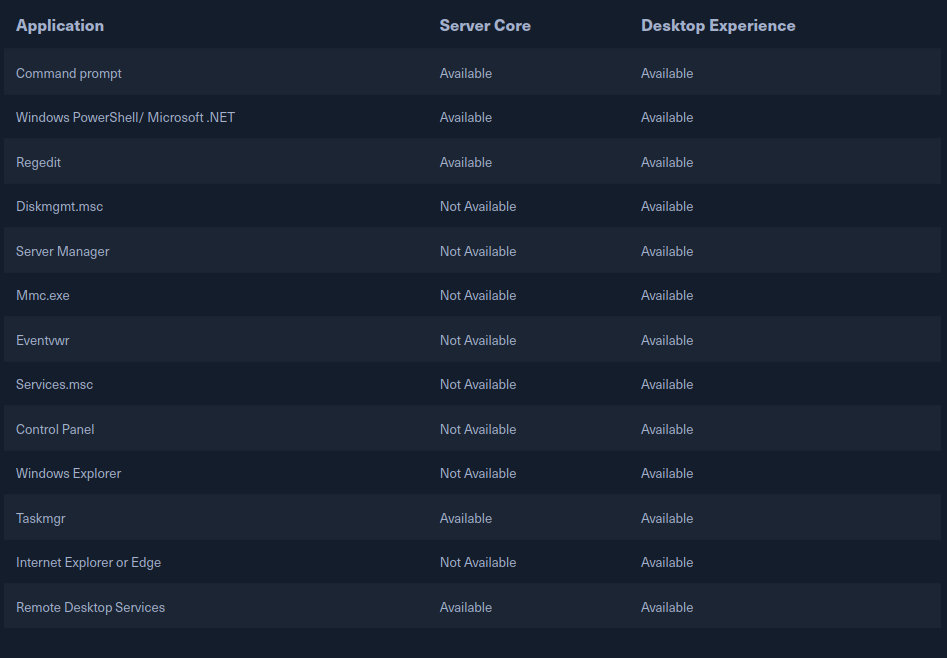 Application Server Core Desktop Experience
Command prompt Available Available
Windows PowerShell/ Microsoft .NET Available Available
Regedit Available Available
Diskmgmt.msc Not Available Available
Server Manager Not Available Available
Mmc.exe Not Available Available
Eventvwr Not Available Available
Services.msc Not Available Available
Control Panel Not Available Available
Windows Explorer Not Available Available
Taskmgr Available Available
Internet Explorer or Edge Not Available Available
Remote Desktop Services Available Available